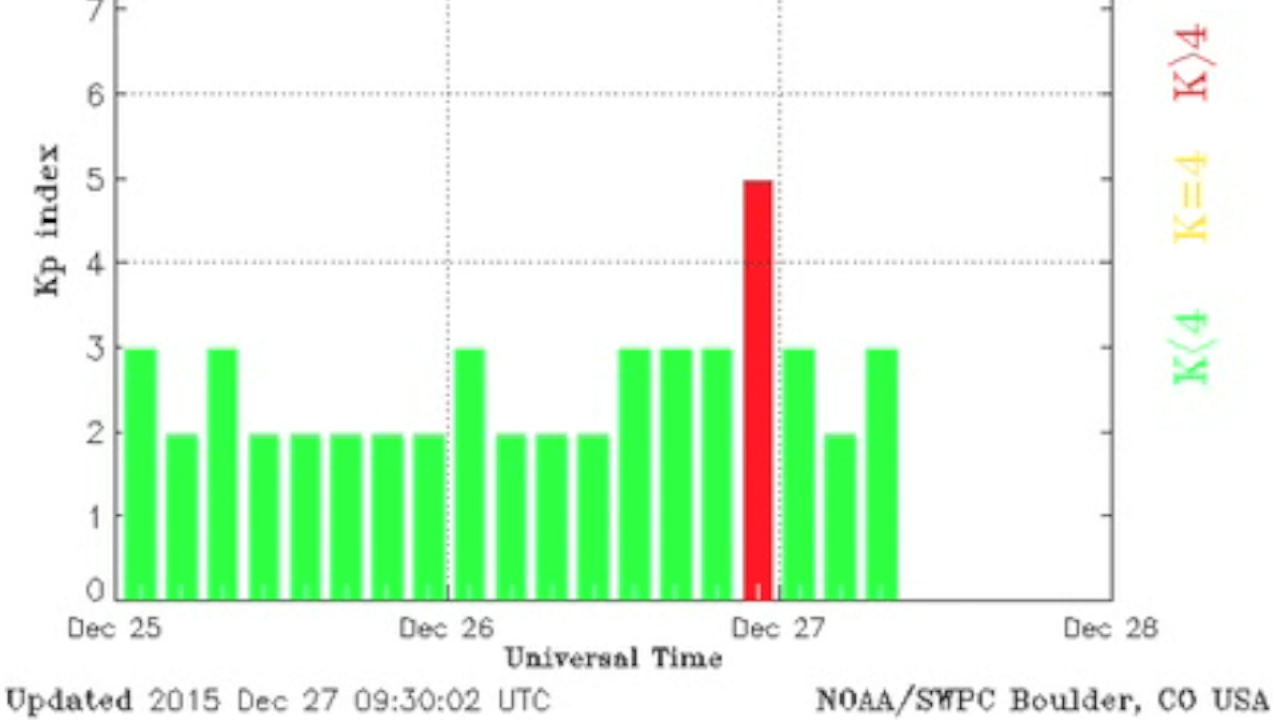 7
6
5
4
3
2
1
0
Kp index
K>4
K=4
K<4
Dec 25
Dec 26
Dec 27
Dec 28
Universal Time
Updated 2015 Dec 27 09:30:02 UTC
NOAA/SWPC Boulder, CO USA